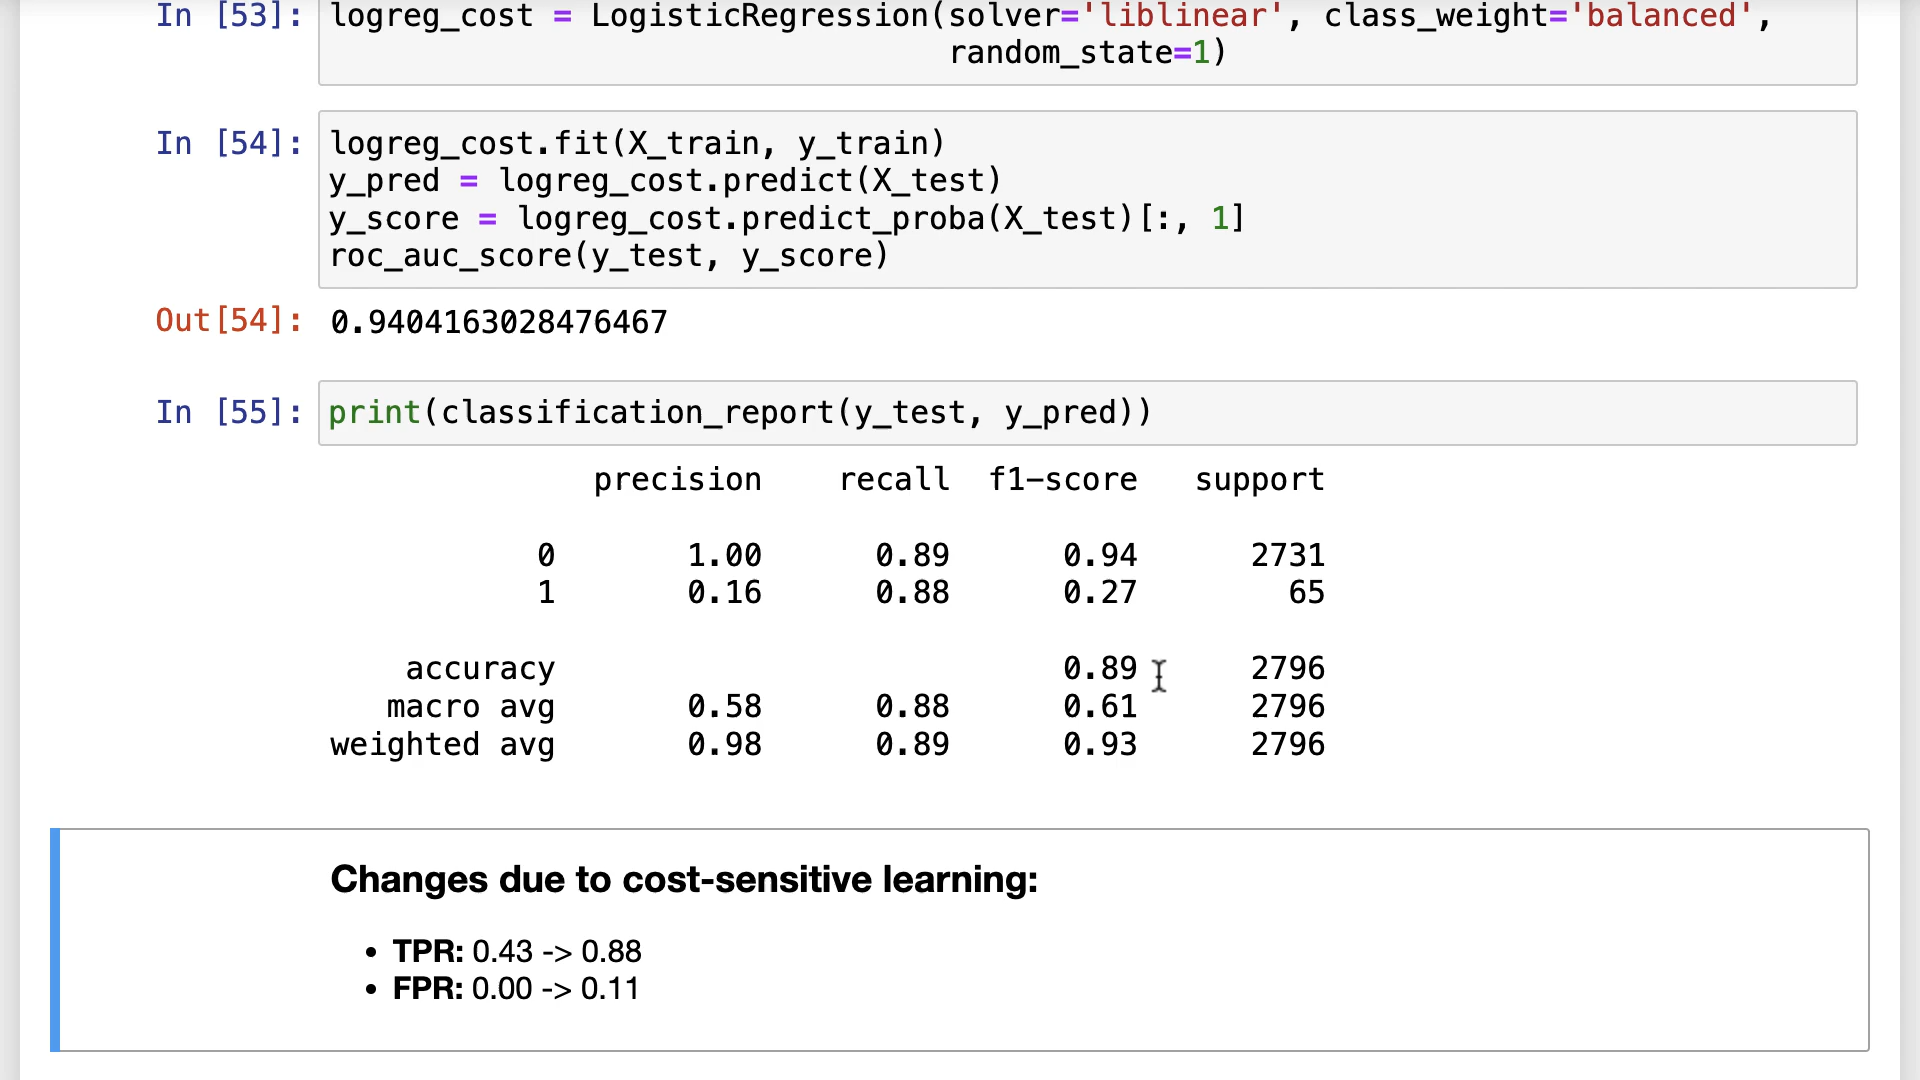 In [53]: logreg_cost = LogisticRegression(solver='liblinear', class_weight='balanced',
random_state=1)
In [54]: logreg_cost.fit(X_train, y_train)
y_pred = logreg_cost.predict(X_test)
y_score = logreg_cost.predict_proba(X_test)[:, 1]
roc_auc_score(y_test, y_score)
Out[54]: 0.9404163028476467
In [55]: print(classification_report(y_test, y_pred))
precision recall f1-score support
0 1.00 0.89 0.94 2731
1 0.16 0.88 0.27 65
accuracy 0.89 2796
macro avg 0.58 0.88 0.61 2796
weighted avg 0.98 0.89 0.93 2796
Changes due to cost-sensitive learning:
• TPR: 0.43 -> 0.88
• FPR: 0.00 -> 0.11